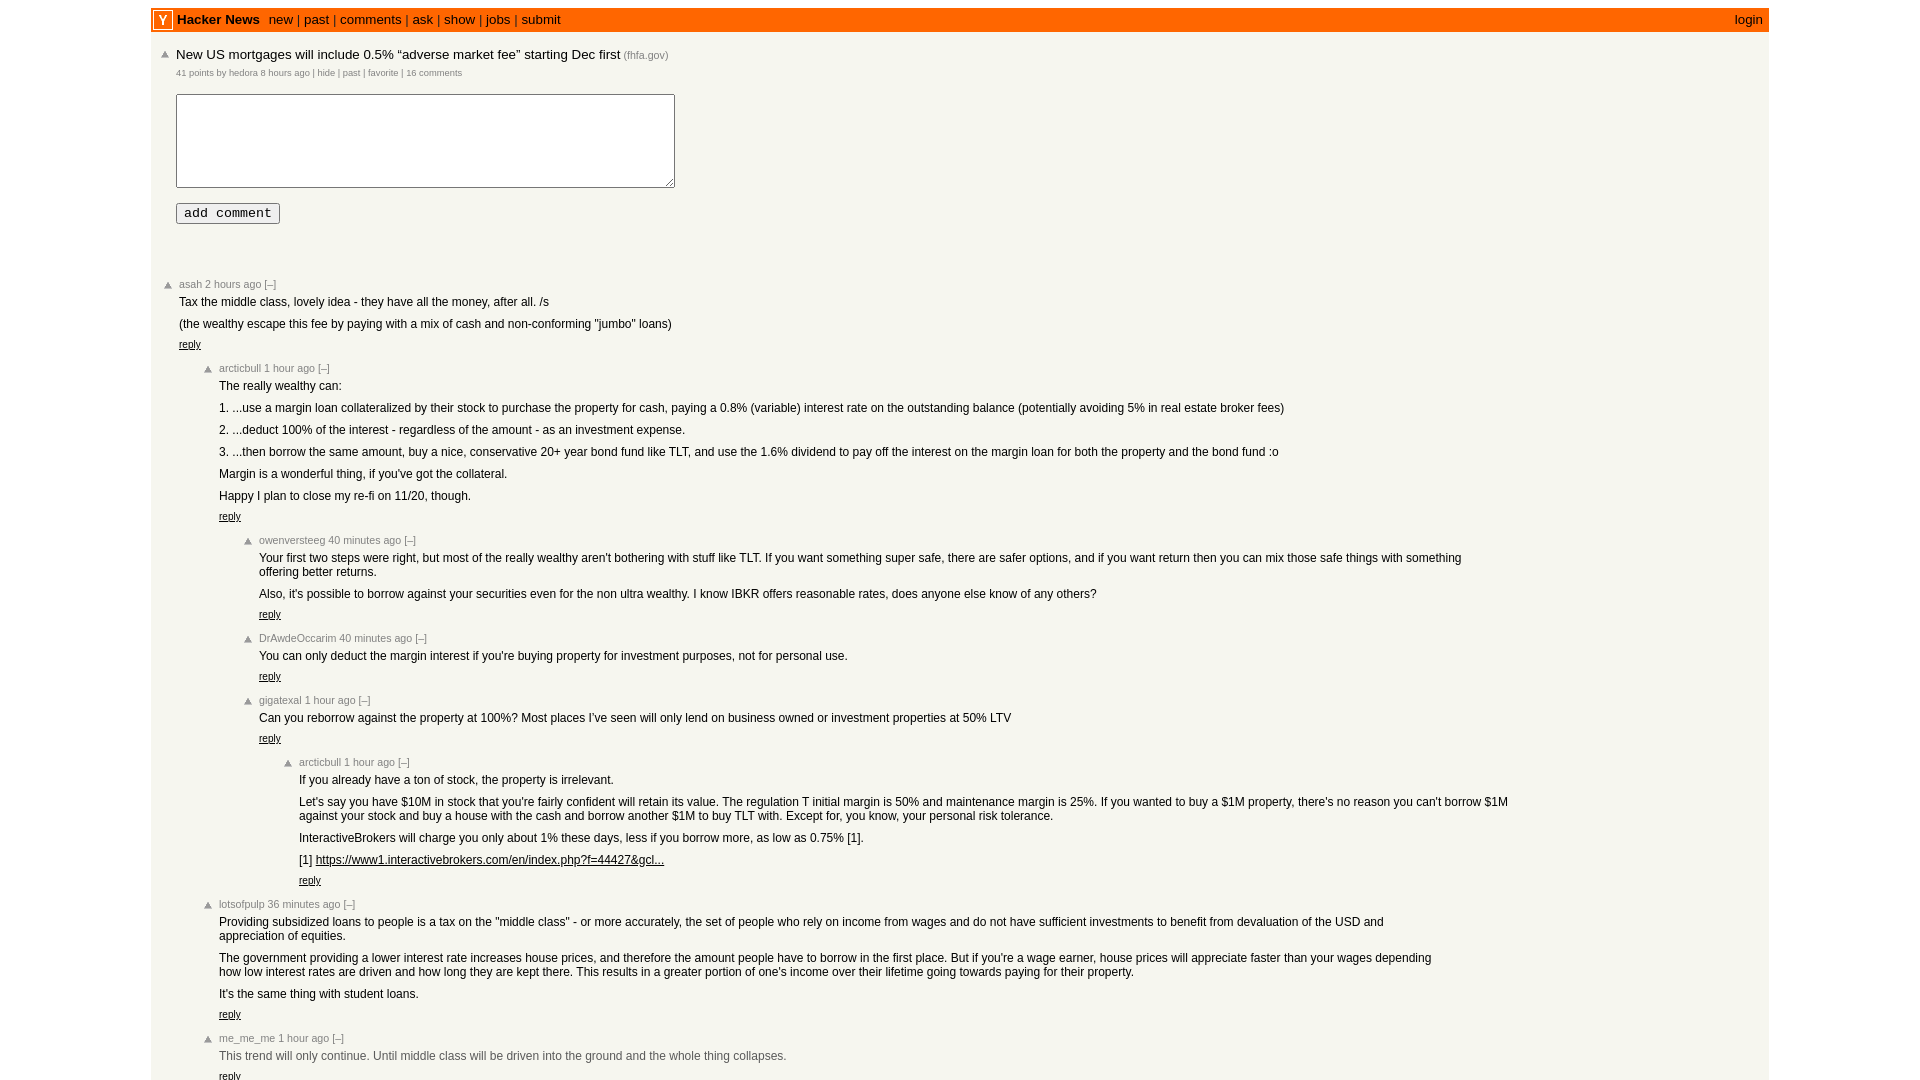 Y Hacker News new | past | comments | ask | show | jobs | submit login
New US mortgages will include 0.5% “adverse market fee” starting Dec first (fhfa.gov)
41 points by hedora 8 hours ago | hide | past | favorite | 16 comments
add comment
asah 2 hours ago [–]
Tax the middle class, lovely idea - they have all the money, after all. /s
(the wealthy escape this fee by paying with a mix of cash and non-conforming "jumbo" loans)
reply
arcticbull 1 hour ago [–]
The really wealthy can:
1. ...use a margin loan collateralized by their stock to purchase the property for cash, paying a 0.8% (variable) interest rate on the outstanding balance (potentially avoiding 5% in real estate broker fees)
2. ...deduct 100% of the interest - regardless of the amount - as an investment expense.
3. ...then borrow the same amount, buy a nice, conservative 20+ year bond fund like TLT, and use the 1.6% dividend to pay off the interest on the margin loan for both the property and the bond fund :o
Margin is a wonderful thing, if you've got the collateral.
Happy I plan to close my re-fi on 11/20, though.
reply
owenversteeg 40 minutes ago [–]
Your first two steps were right, but most of the really wealthy aren't bothering with stuff like TLT. If you want something super safe, there are safer options, and if you want return then you can mix those safe things with something
offering better returns.
Also, it's possible to borrow against your securities even for the non ultra wealthy. I know IBKR offers reasonable rates, does anyone else know of any others?
reply
DrAwdeOccarim 40 minutes ago [–]
You can only deduct the margin interest if you're buying property for investment purposes, not for personal use.
reply
gigatexal 1 hour ago [–]
Can you reborrow against the property at 100%? Most places I’ve seen will only lend on business owned or investment properties at 50% LTV
reply
arcticbull 1 hour ago [–]
If you already have a ton of stock, the property is irrelevant.
Let's say you have $10M in stock that you're fairly confident will retain its value. The regulation T initial margin is 50% and maintenance margin is 25%. If you wanted to buy a $1M property, there's no reason you can't borrow $1M
against your stock and buy a house with the cash and borrow another $1M to buy TLT with. Except for, you know, your personal risk tolerance.
InteractiveBrokers will charge you only about 1% these days, less if you borrow more, as low as 0.75% [1].
[1] https://www1.interactivebrokers.com/en/index.php?f=44427&gcl...
reply
lotsofpulp 36 minutes ago [–]
Providing subsidized loans to people is a tax on the "middle class" - or more accurately, the set of people who rely on income from wages and do not have sufficient investments to benefit from devaluation of the USD and
appreciation of equities.
The government providing a lower interest rate increases house prices, and therefore the amount people have to borrow in the first place. But if you're a wage earner, house prices will appreciate faster than your wages depending
how low interest rates are driven and how long they are kept there. This results in a greater portion of one's income over their lifetime going towards paying for their property.
It's the same thing with student loans.
reply
me_me_me 1 hour ago [–]
This trend will only continue. Until middle class will be driven into the ground and the whole thing collapses.
reply